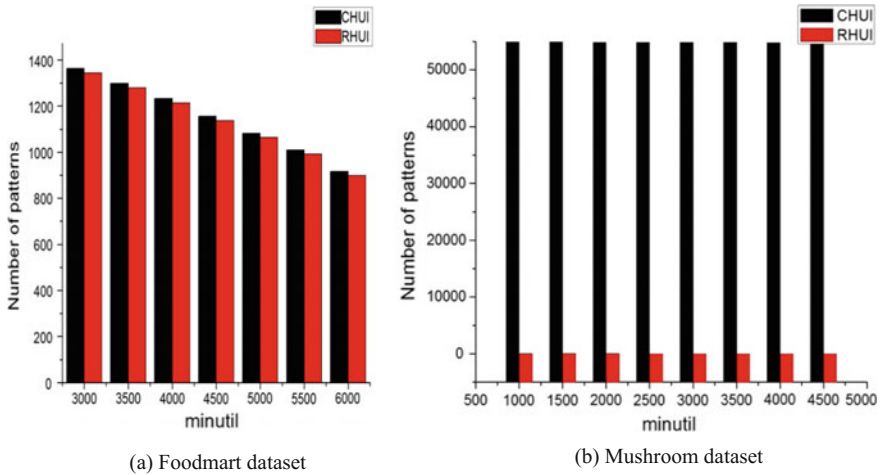 CHUI
RHUI
Number of patterns
1400
1200
1000
800
600
400
200
0
3000 3500 4000 4500 5000 5500 6000
minutil
(a) Foodmart dataset
CHUI
RHUI
Number of patterns
50000
40000
30000
20000
10000
0
500 1000 1500 2000 2500 3000 3500 4000 4500 5000
minutil
(b) Mushroom dataset